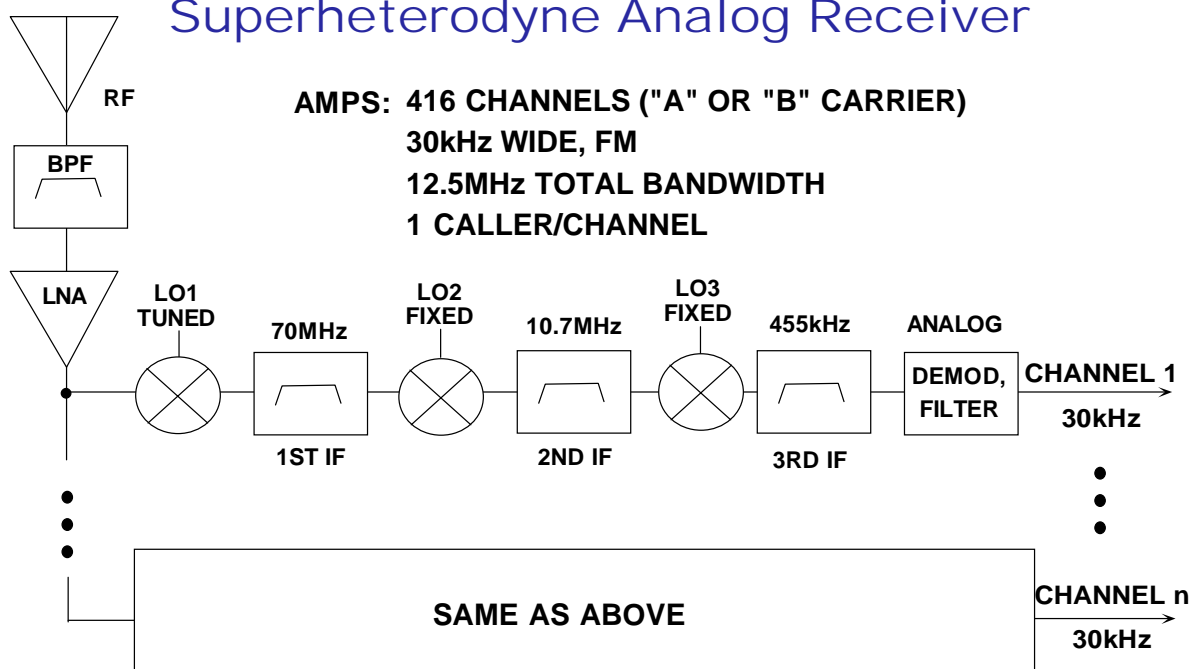 Superheterodyne Analog Receiver
RF
AMPS: 416 CHANNELS ("A" OR "B" CARRIER)
30kHz WIDE, FM
12.5MHz TOTAL BANDWIDTH
1 CALLER/CHANNEL
BPF
LNA
LO1
TUNED
70MHz
1ST IF
LO2
FIXED
10.7MHz
2ND IF
LO3
FIXED
455kHz
3RD IF
ANALOG
DEMOD,
FILTER
CHANNEL 1
30kHz
SAME AS ABOVE
CHANNEL n
30kHz